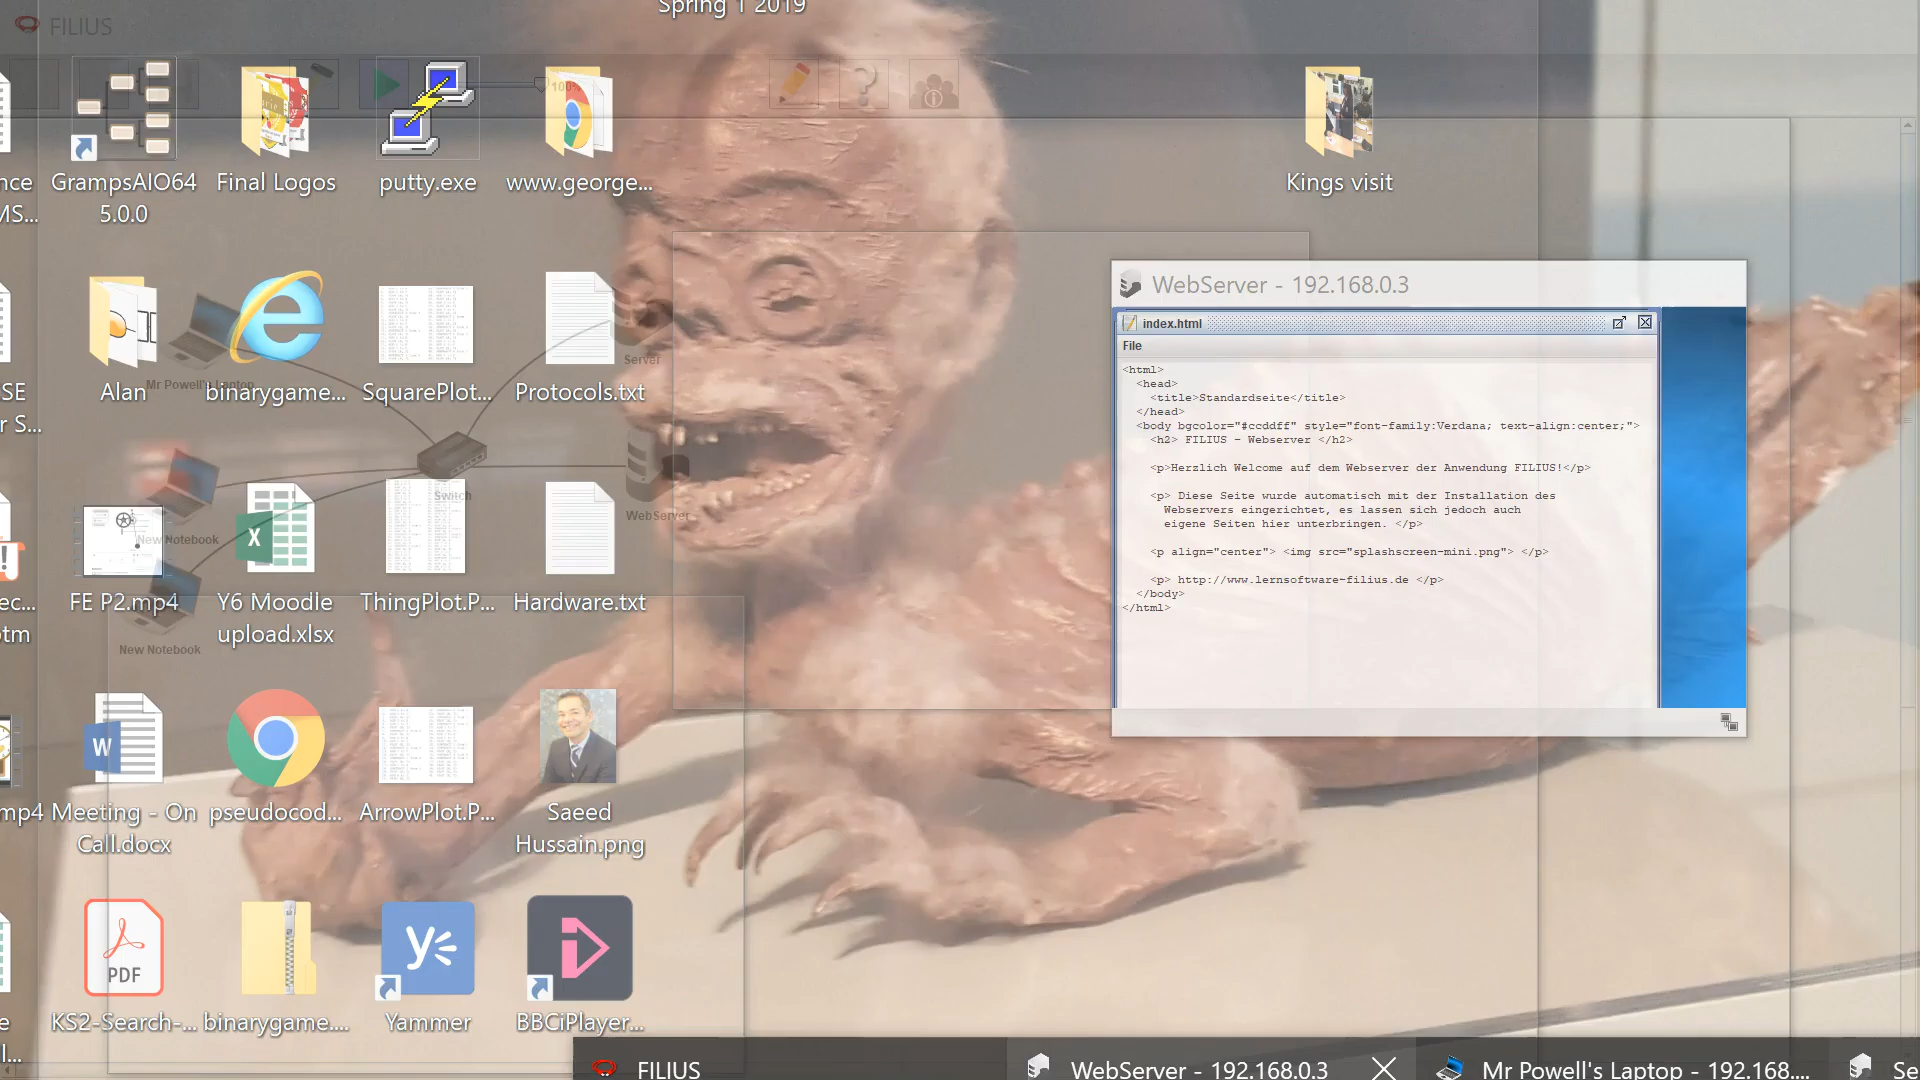 Spring 1 2019
FILIUS
100%
GrampsAIO64
5.0.0
Final Logos
putty.exe
www.george...
Kings visit
MS...
WebServer - 192.168.0.3
index.html
File
<html>
<head>
<title>Standardseite</title>
</head>
<body bgcolor="#ccddff" style="font-family:Verdana; text-align:center;">
<h2> FILIUS - Webserver </h2>
<p>Herzlich Welcome auf dem Webserver der Anwendung FILIUS!</p>
<p> Diese Seite wurde automatisch mit der Installation des
Webservers eingerichtet, es lassen sich jedoch auch
eigene Seiten hier unterbringen. </p>
<p align="center"> <img src="splashscreen-mini.png"> </p>
<p> http://www.lernsoftware-filius.de </p>
</body>
</html>
Server
Mr Powell's Laptop
Alan
binarygame...
SquarePlot...
Protocols.txt
SE
r S...
Switch
WebServer
New Notebook
FE P2.mp4
Y6 Moodle
upload.xlsx
ThingPlot.P...
Hardware.txt
New Notebook
mp4
Meeting - On
Call.docx
pseudocod...
ArrowPlot.P...
Saeed
Hussain.png
PDF
KS2-Search-...
binarygame....
Yammer
BBCiPlayer...
FILIUS
WebServer - 192.168.0.3
Mr Powell's Laptop - 192.168....
Se